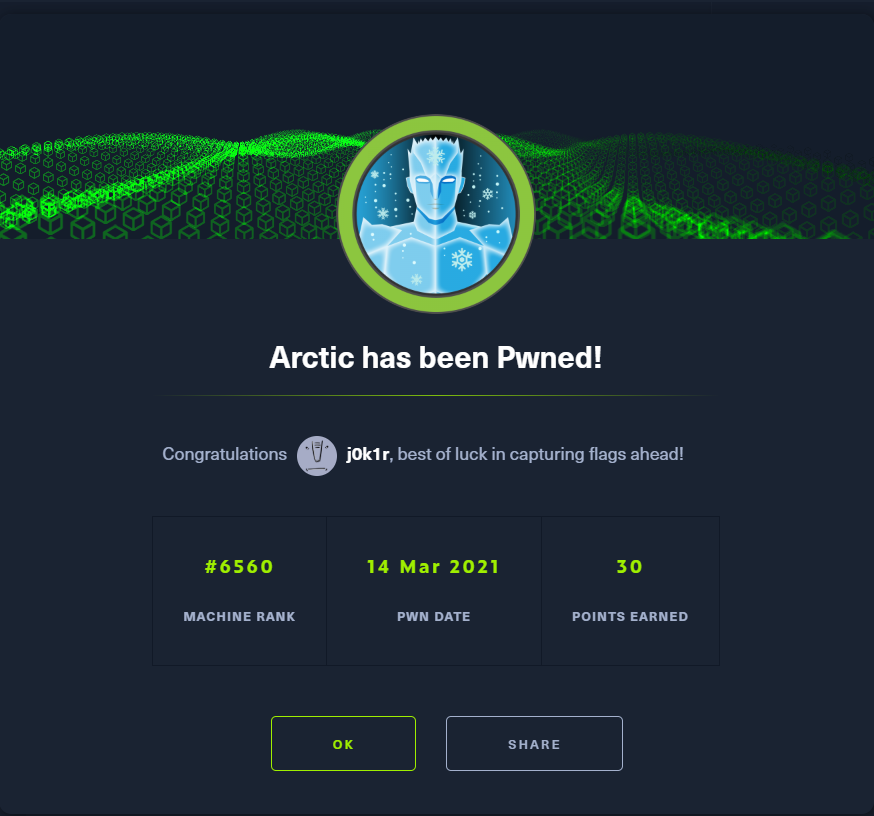 Arctic has been Pwned!
Congratulations j0k1r, best of luck in capturing flags ahead!
#6560 14 Mar 2021 30
MACHINE RANK PWN DATE POINTS EARNED
OK SHARE